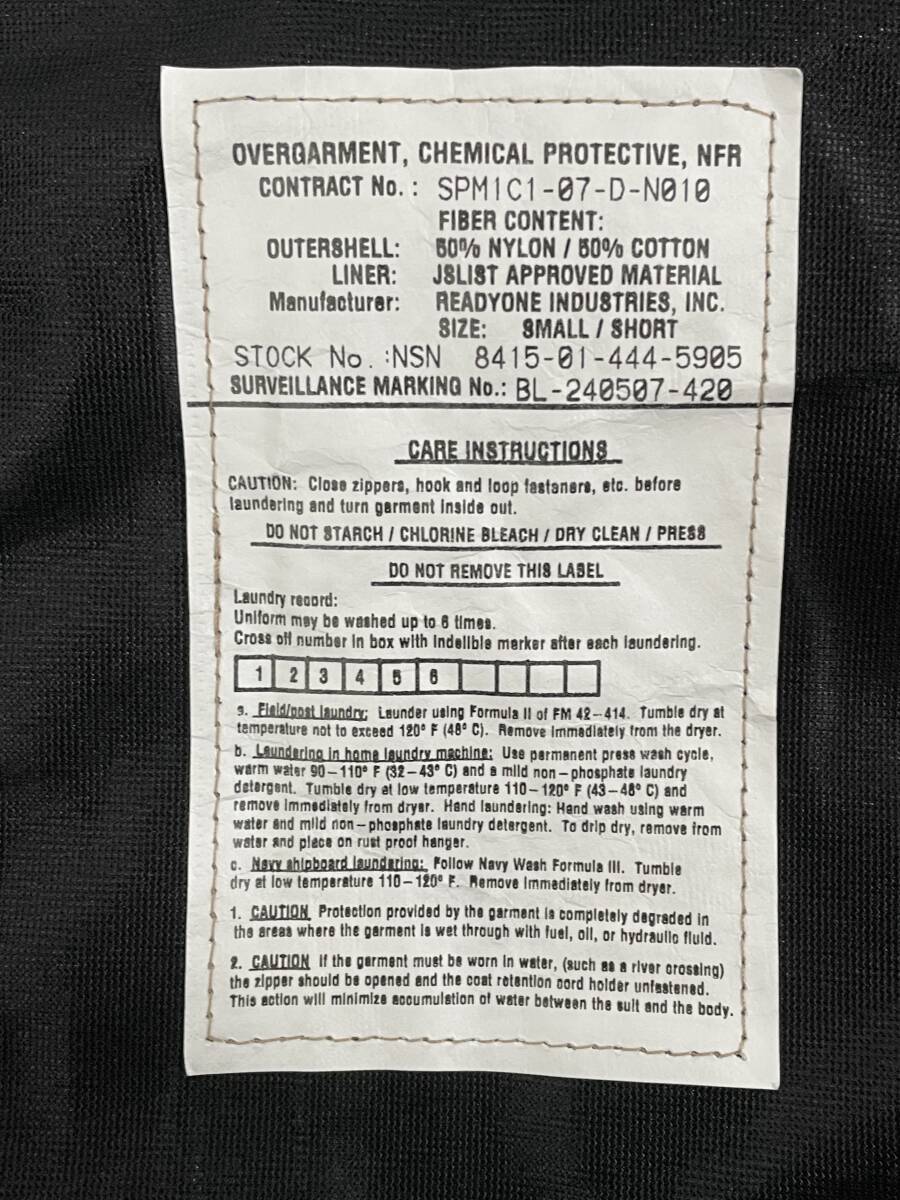 OVERGARMENT, CHEMICAL PROTECTIVE, NFR
CONTRACT No.: SPM1C1-07-D-N010
FIBER CONTENT:
OUTERSHELL: 50% NYLON / 50% COTTON
LINER: JSLIST APPROVED MATERIAL
Manufacturer: READYONE INDUSTRIES, INC.
SIZE: SMALL / SHORT
STOCK No.:NSN 8415-01-444-5905
SURVEILLANCE MARKING No.: BL-240507-420
CARE INSTRUCTIONS
CAUTION: Close zippers, hook and loop fasteners, etc. before
laundering and turn garment inside out.
DO NOT STARCH / CHLORINE BLEACH / DRY CLEAN / PRESS
DO NOT REMOVE THIS LABEL
Laundry record:
Uniform may be washed up to 6 times.
Cross off number in box with indelible marker after each laundering.
1 2 3 4 5 6
a. Field/post laundry: Launder using Formula II of FM 42-414. Tumble dry at
temperature not to exceed 120° F (48° C). Remove immediately from the dryer.
b. Laundering in home laundry machine: Use permanent press wash cycle,
warm water 90-110° F (32-43° C) and a mild non-phosphate laundry
detergent. Tumble dry at low temperature 110-120° F (43-48° C) and
remove immediately from dryer. Hand laundering: Hand wash using warm
water and mild non-phosphate laundry detergent. To drip dry, remove from
water and place on rust proof hanger.
c. Navy shipboard laundering: Follow Navy Wash Formula III. Tumble
dry at low temperature 110-120° F. Remove immediately from dryer.
1. CAUTION Protection provided by the garment is completely degraded in
the areas where the garment is wet through with fuel, oil, or hydraulic fluid.
2. CAUTION If the garment must be worn in water, (such as a river crossing)
the zipper should be opened and the coat retention cord holder unfastened.
This action will minimize accumulation of water between the suit and the body.